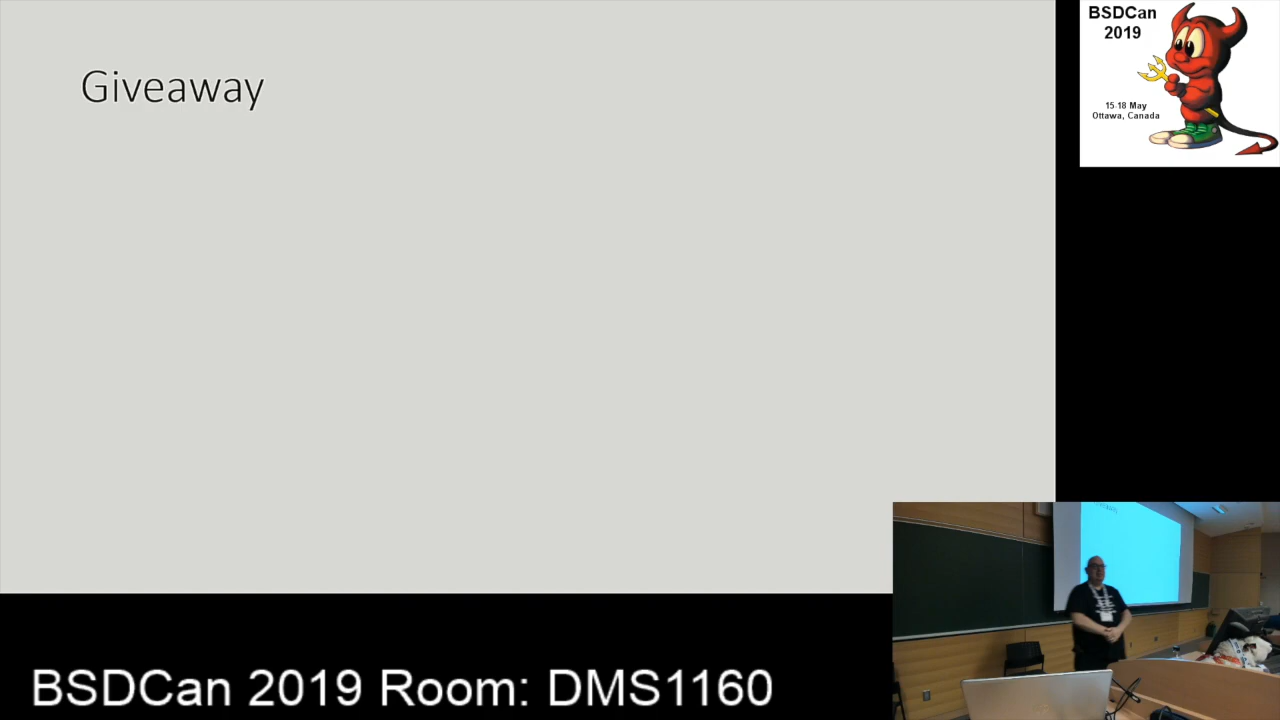 Giveaway
BSDCan
2019
15-18 May
Ottawa, Canada
BSDCan 2019 Room: DMS1160